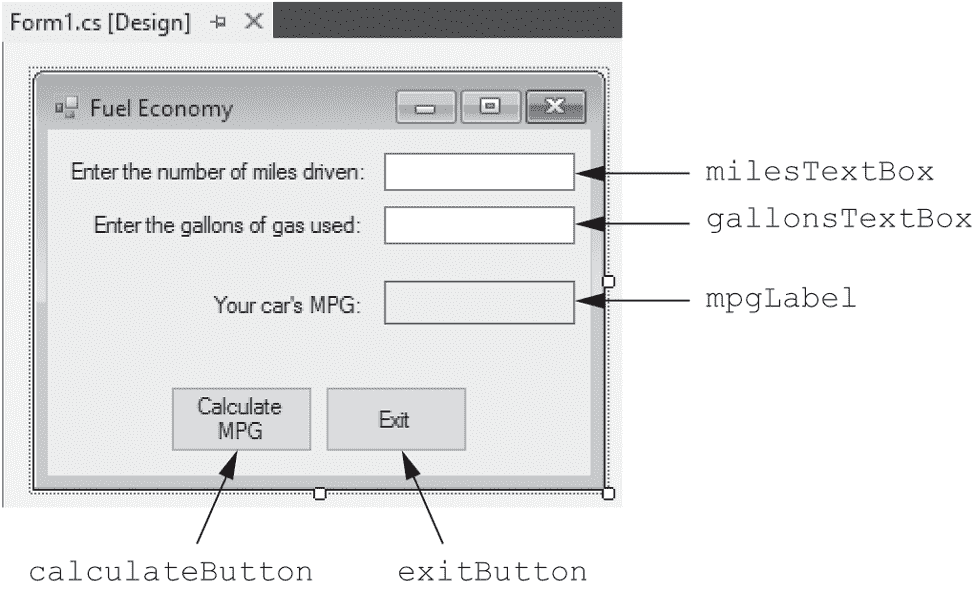 Form1.cs [Design]
Fuel Economy
Enter the number of miles driven:
milesTextBox
Enter the gallons of gas used:
gallonsTextBox
Your car's MPG:
mpgLabel
Calculate
MPG
Exit
calculateButton
exitButton